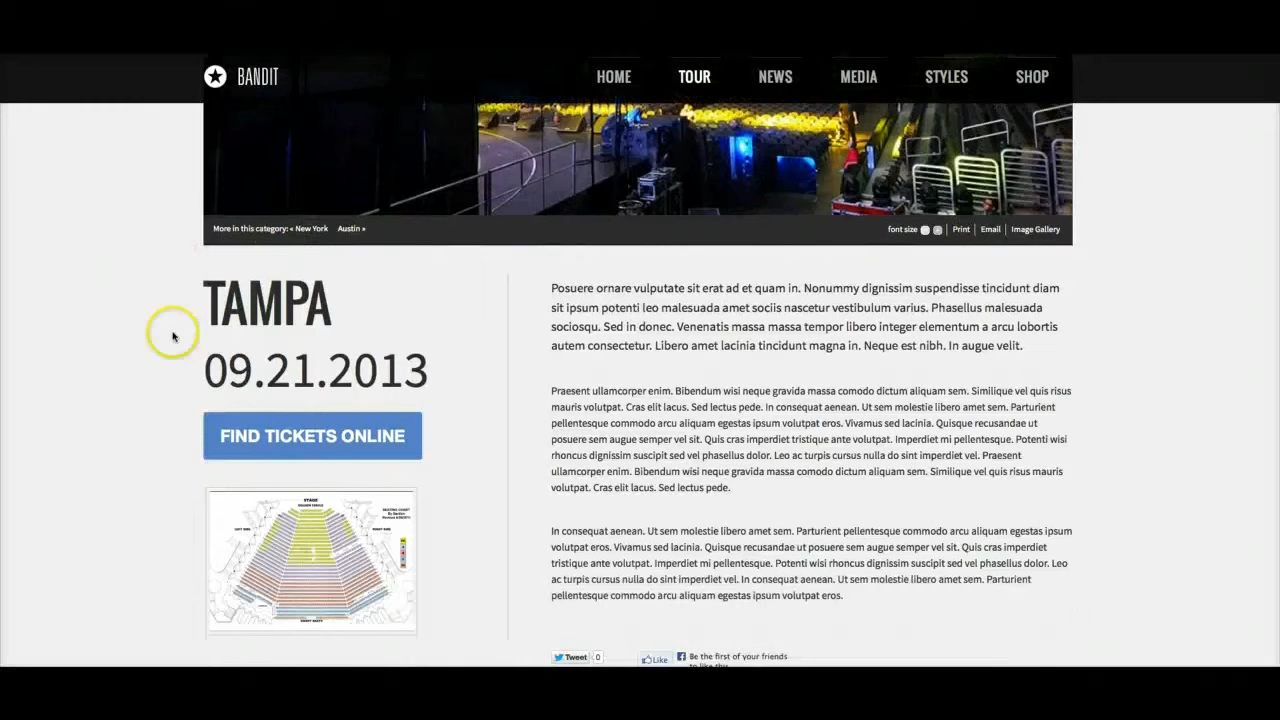 BANDIT
HOME TOUR NEWS MEDIA STYLES SHOP
More in this category: « New York Austin »
font size Print Email Image Gallery
TAMPA
09.21.2013
FIND TICKETS ONLINE
STAGE
Posuere ornare vulputate sit erat ad et quam in. Nonummy dignissim suspendisse tincidunt diam
sit ipsum potenti leo malesuada amet sociis nascetur vestibulum varius. Phasellus malesuada
sociosqu. Sed in donec. Venenatis massa massa tempor libero integer elementum a arcu lobortis
autem consectetur. Libero amet lacinia tincidunt magna in. Neque est nibh. In augue velit.
Praesent ullamcorper enim. Bibendum wisi neque gravida massa comodo dictum aliquam sem. Similique vel quis risus
mauris volutpat. Cras elit lacus. Sed lectus pede. In consequat aenean. Ut sem molestie libero amet sem. Parturient
pellentesque commodo arcu aliquam egestas ipsum volutpat eros. Vivamus sed lacinia. Quisque recusandae ut
posuere sem augue semper vel sit. Quis cras imperdiet tristique ante volutpat. Imperdiet mi pellentesque. Potenti wisi
rhoncus dignissim suscipit sed vel phasellus dolor. Leo ac turpis cursus nulla do sint imperdiet vel. Praesent
ullamcorper enim. Bibendum wisi neque gravida massa comodo dictum aliquam sem. Similique vel quis risus mauris
volutpat. Cras elit lacus. Sed lectus pede.
In consequat aenean. Ut sem molestie libero amet sem. Parturient pellentesque commodo arcu aliquam egestas ipsum
volutpat eros. Vivamus sed lacinia. Quisque recusandae ut posuere sem augue semper vel sit. Quis cras imperdiet
tristique ante volutpat. Imperdiet mi pellentesque. Potenti wisi rhoncus dignissim suscipit sed vel phasellus dolor. Leo
ac turpis cursus nulla do sint imperdiet vel. In consequat aenean. Ut sem molestie libero amet sem. Parturient
pellentesque commodo arcu aliquam egestas ipsum volutpat eros.
Tweet 0 Like Be the first of your friends
to like this